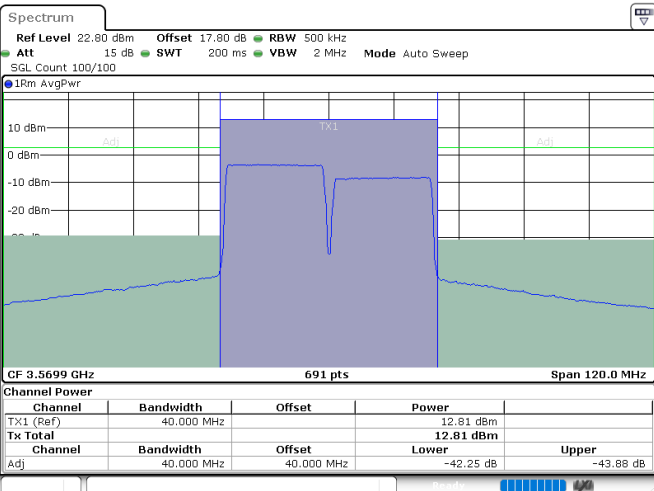 Spectrum
Ref Level 22.80 dBm Offset 17.80 dB RBW 500 kHz
Att 15 dB SWT 200 ms VBW 2 MHz Mode Auto Sweep
SGL Count 100/100
1Rm AvgPwr
TX1
10 dBm
Adj Adj
0 dBm
-10 dBm
-20 dBm
CF 3.5699 GHz 691 pts Span 120.0 MHz
Channel Power
Channel Bandwidth Offset Power
TX1 (Ref) 40.000 MHz 12.81 dBm
Tx Total 12.81 dBm
Channel Bandwidth Offset Lower Upper
Adj 40.000 MHz 40.000 MHz -42.25 dB -43.88 dB
Ready